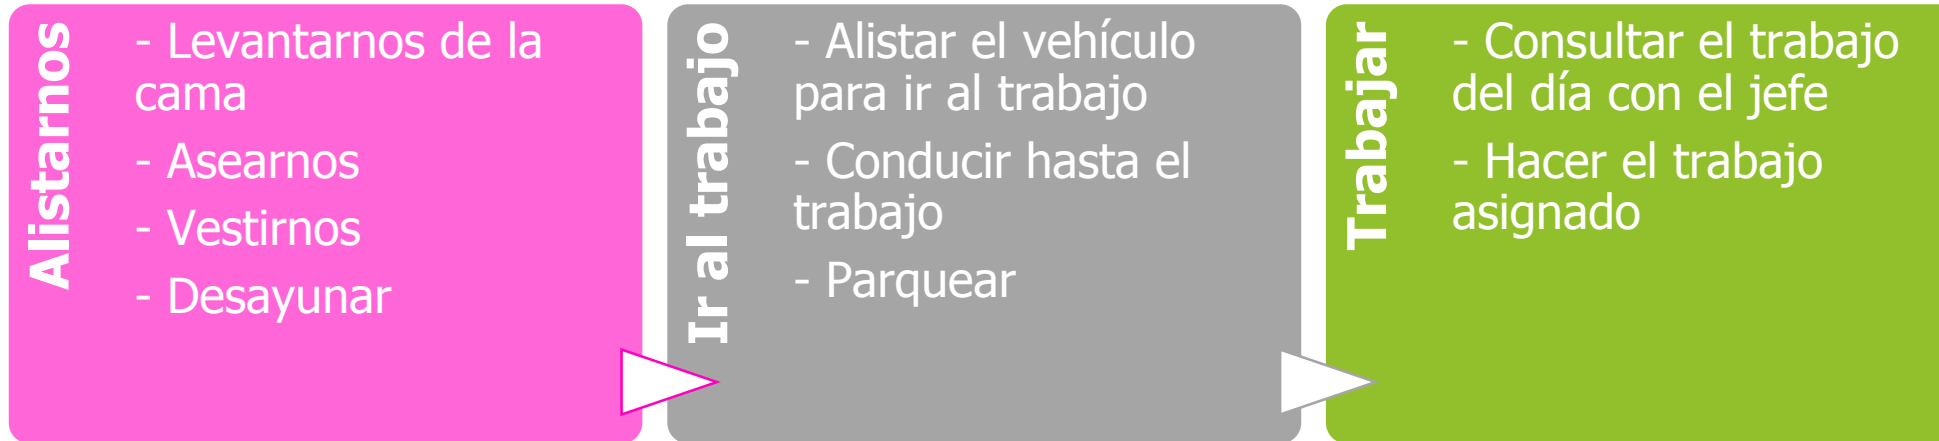 Alistarnos
- Levantarnos de la
cama
- Asearnos
- Vestirnos
- Desayunar
Ir al trabajo
- Alistar el vehículo
para ir al trabajo
- Conducir hasta el
trabajo
- Parquear
Trabajar
- Consultar el trabajo
del día con el jefe
- Hacer el trabajo
asignado